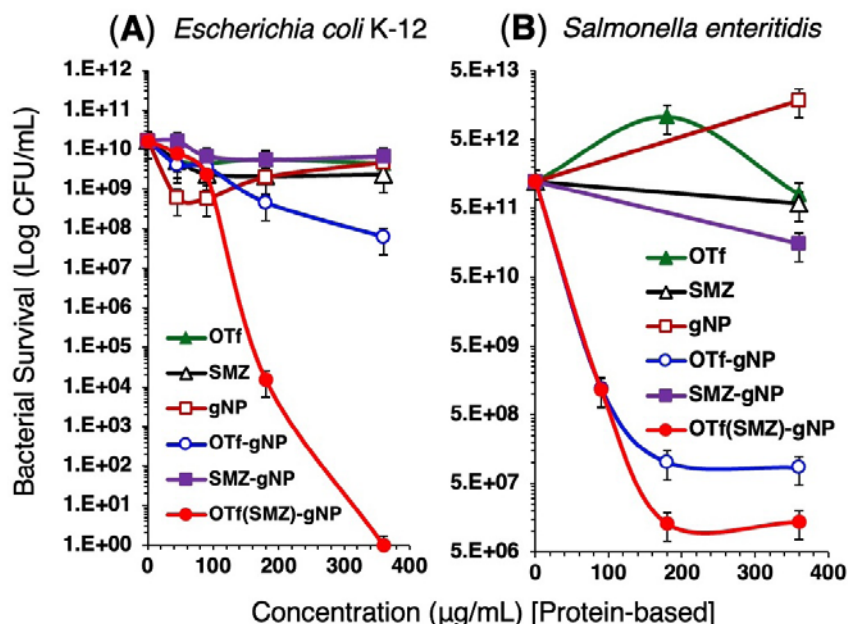 (A) Escherichia coli K-12
(B) Salmonella enteritidis
Bacterial Survival (Log CFU/mL)
1.E+12
1.E+11
1.E+10
1.E+09
1.E+08
1.E+07
1.E+06
1.E+05
1.E+04
1.E+03
1.E+02
1.E+01
1.E+00
0 100 200 300 400
OTf
SMZ
gNP
OTf-gNP
SMZ-gNP
OTf(SMZ)-gNP
5.E+13
5.E+12
5.E+11
5.E+10
5.E+09
5.E+08
5.E+07
5.E+06
0 100 200 300 400
OTf
SMZ
gNP
OTf-gNP
SMZ-gNP
OTf(SMZ)-gNP
Concentration (µg/mL) [Protein-based]